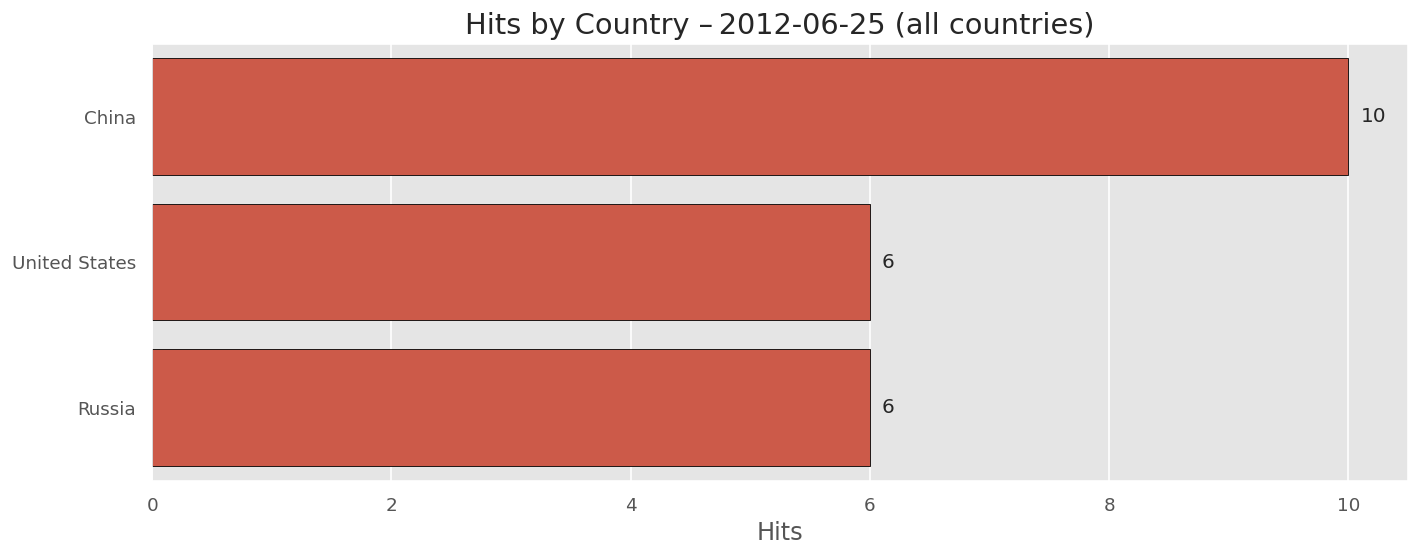 Hits by Country – 2012-06-25 (all countries)
China
10
United States
6
Russia
6
0 2 4 6 8 10
Hits